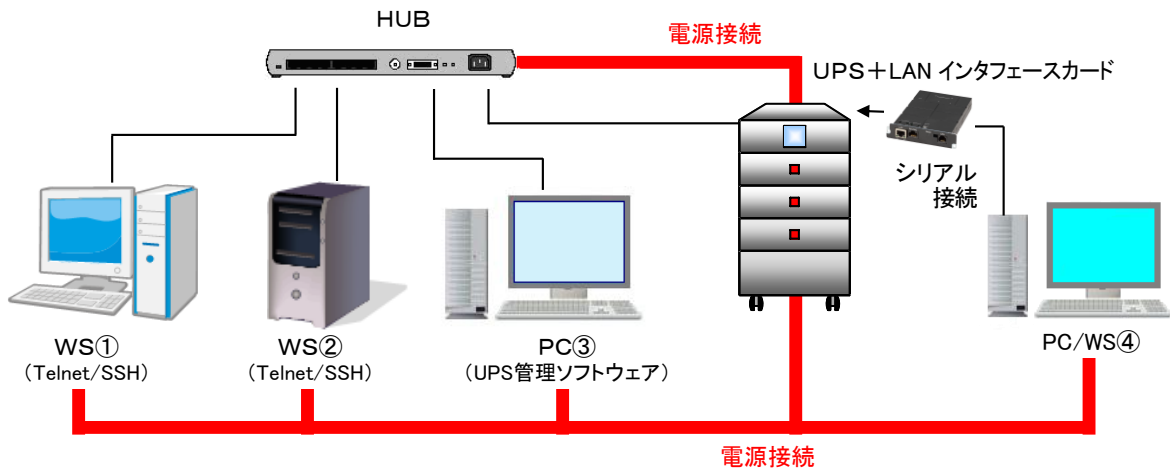 HUB
電源接続
UPS+LAN インタフェースカード
シリアル
接続
WS①
(Telnet/SSH)
WS②
(Telnet/SSH)
PC③
(UPS管理ソフトウェア)
PC/WS④
電源接続